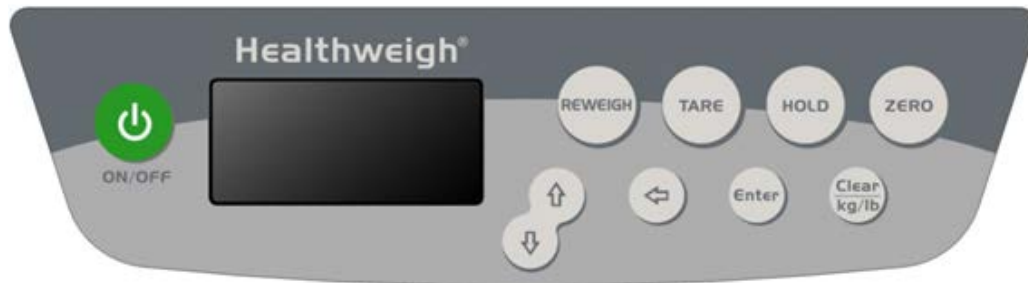 Healthweigh®
ON/OFF
REWEIGH
TARE
HOLD
ZERO
Enter
Clear
kg/lb